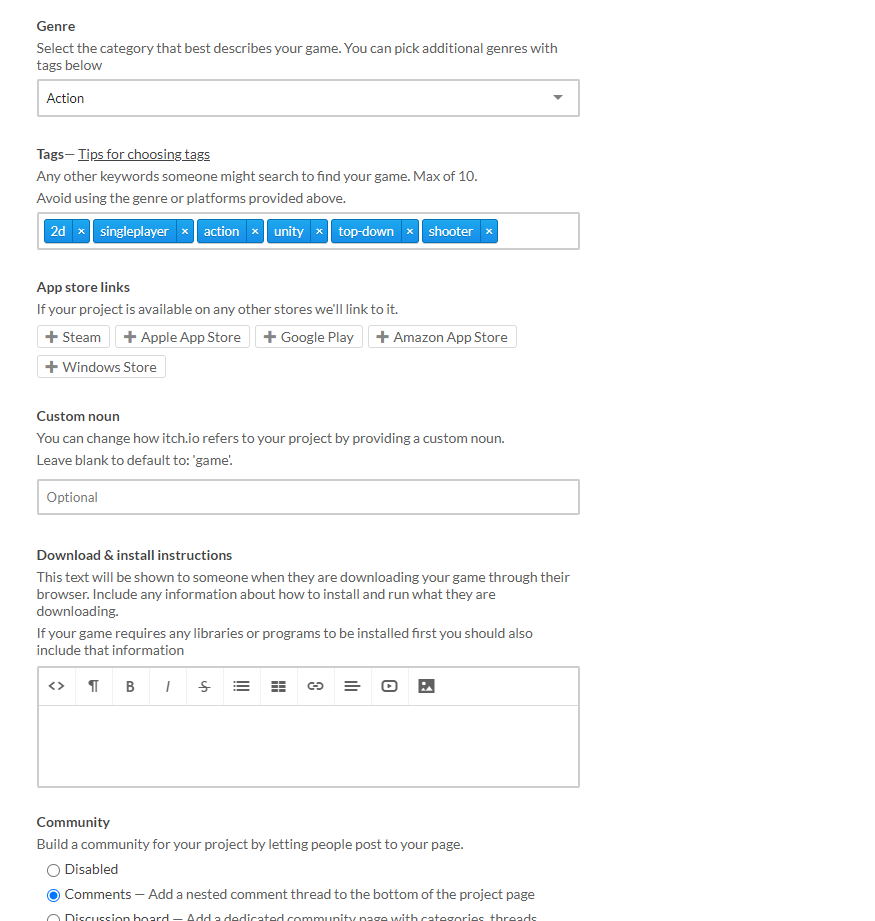 Genre
Select the category that best describes your game. You can pick additional genres with
tags below
Action
Tags— Tips for choosing tags
Any other keywords someone might search to find your game. Max of 10.
Avoid using the genre or platforms provided above.
2d × singleplayer × action × unity × top-down × shooter ×
App store links
If your project is available on any other stores we'll link to it.
Steam Apple App Store Google Play Amazon App Store
Windows Store
Custom noun
You can change how itch.io refers to your project by providing a custom noun.
Leave blank to default to: 'game'.
Optional
Download & install instructions
This text will be shown to someone when they are downloading your game through their
browser. Include any information about how to install and run what they are
downloading.
If your game requires any libraries or programs to be installed first you should also
include that information
<> ¶ B I S
Community
Build a community for your project by letting people post to your page.
Disabled
Comments — Add a nested comment thread to the bottom of the project page
Discussion board — Add a dedicated community page with categories, threads